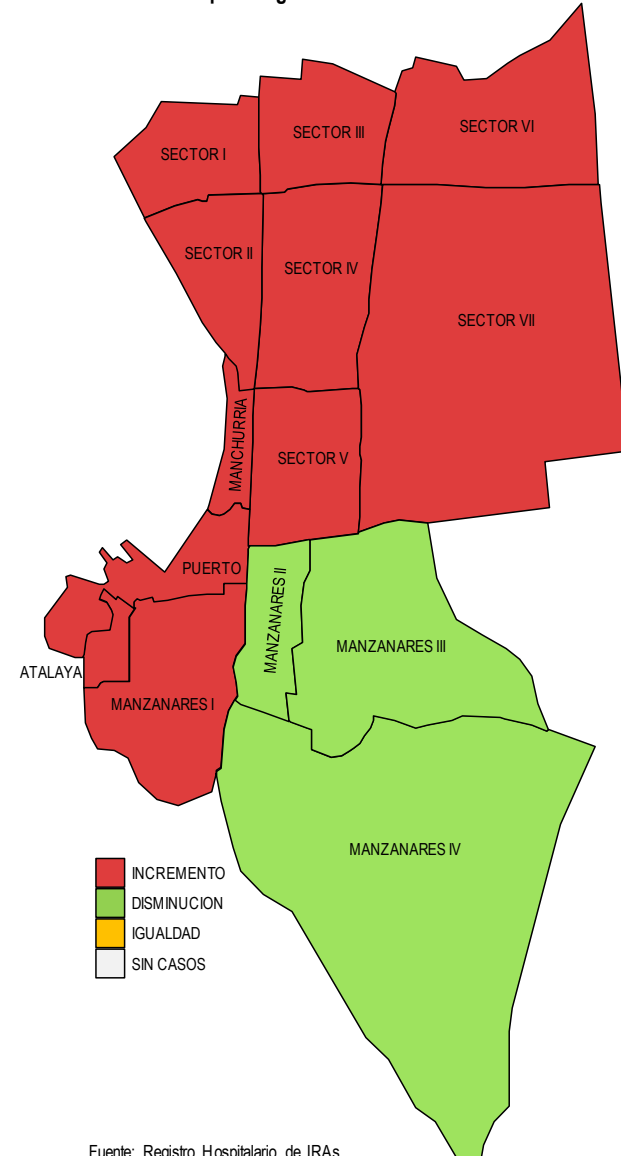 SECTOR VI
SECTOR III
SECTOR I
SECTOR II
SECTOR IV
SECTOR VII
MANCHURRIA
SECTOR V
PUERTO
MANZANARES II
MANZANARES III
ATALAYA
MANZANARES I
MANZANARES IV
INCREMENTO
DISMINUCION
IGUALDAD
SIN CASOS
Fuente: Registro Hospitalario de IRAs